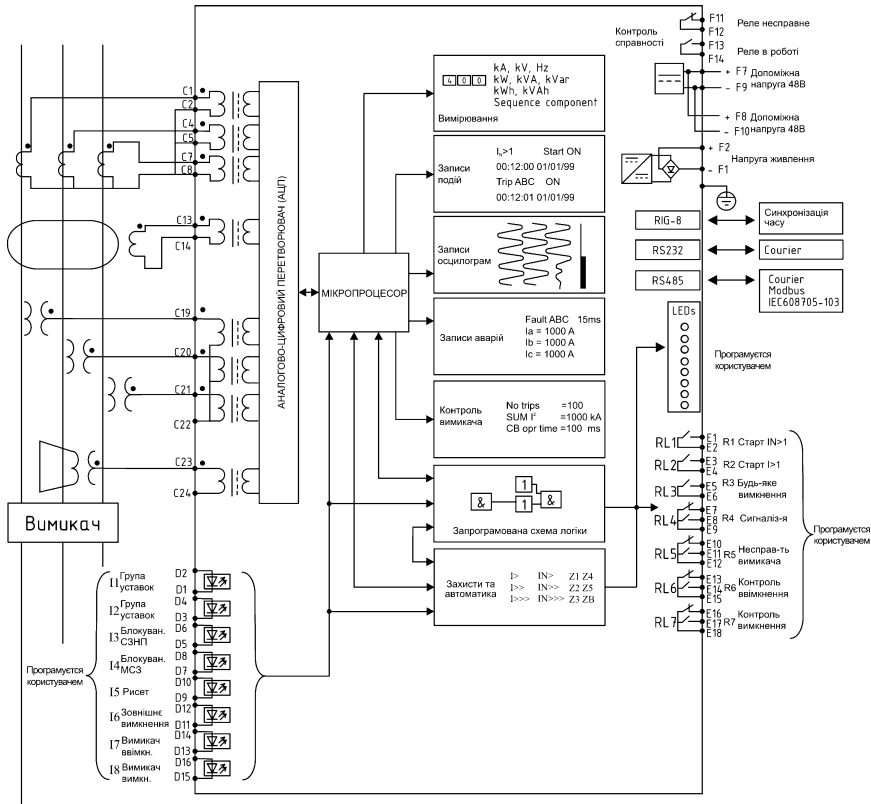 C1
C2
C4
C5
C7
C8
C13
C14
C19
C20
C21
C22
C23
C24
АНАЛОГОВО-ЦИФРОВИЙ ПЕРЕТВОРЮВАЧ (АЦП)
МІКРОПРОЦЕСОР
Вимикач
400
kA, kV, Hz
kW, kVA, kVar
kWh, kVAh
Sequence component
Вимірювання
Записи
подій
IN>1 Start ON
00:12:00 01/01/99
Trip ABC ON
00:12:01 01/01/99
Записи
осцилограм
Записи аварій
Fault ABC 15ms
Ia = 1000 A
Ib = 1000 A
Ic = 1000 A
Контроль
вимикача
No trips =100
SUM I² =1000 kA
CB opr time =100 ms
&
1
1
&
Запрограмована схема логіки
Захисти та
автоматика
I> IN> Z1 Z4
I>> IN>> Z2 Z5
I>>> IN>>> Z3 ZB
Контроль
справності
F11
F12
Реле несправне
F13
F14
Реле в роботі
+ F7 Допоміжна
– F9 напруга 48В
+ F8 Допоміжна
– F10 напруга 48В
+ F2
– F1
Напруга живлення
RIG-8
Синхронізація
часу
RS232
Courier
RS485
Courier
Modbus
IEC608705-103
LEDs
Програмуєтся
користувачем
RL1 E1 E2 R1 Старт IN>1
RL2 E3 E4 R2 Старт I>1
RL3 E5 E6 R3 Будь-яке
вимкнення
RL4 E7 E8 E9 R4 Сигналіз-я
RL5 E10 E11 E12 R5 Несправ-ть
вимикача
RL6 E13 E14 E15 R6 Контроль
ввімкнення
RL7 E16 E17 E18 R7 Контроль
вимкнення
Програмуєтся
користувачем
Програмуєтся
користувачем
I1 Група
уставок
D2
D1
I2 Група
уставок
D4
D3
I3 Блокуван.
СЗНП
D6
D5
I4 Блокуван.
МСЗ
D8
D7
I5 Рисет
D10
D9
I6 Зовнішнє
вимкнення
D12
D11
I7 Вимикач
ввімкн.
D14
D13
I8 Вимикач
вимкн.
D16
D15